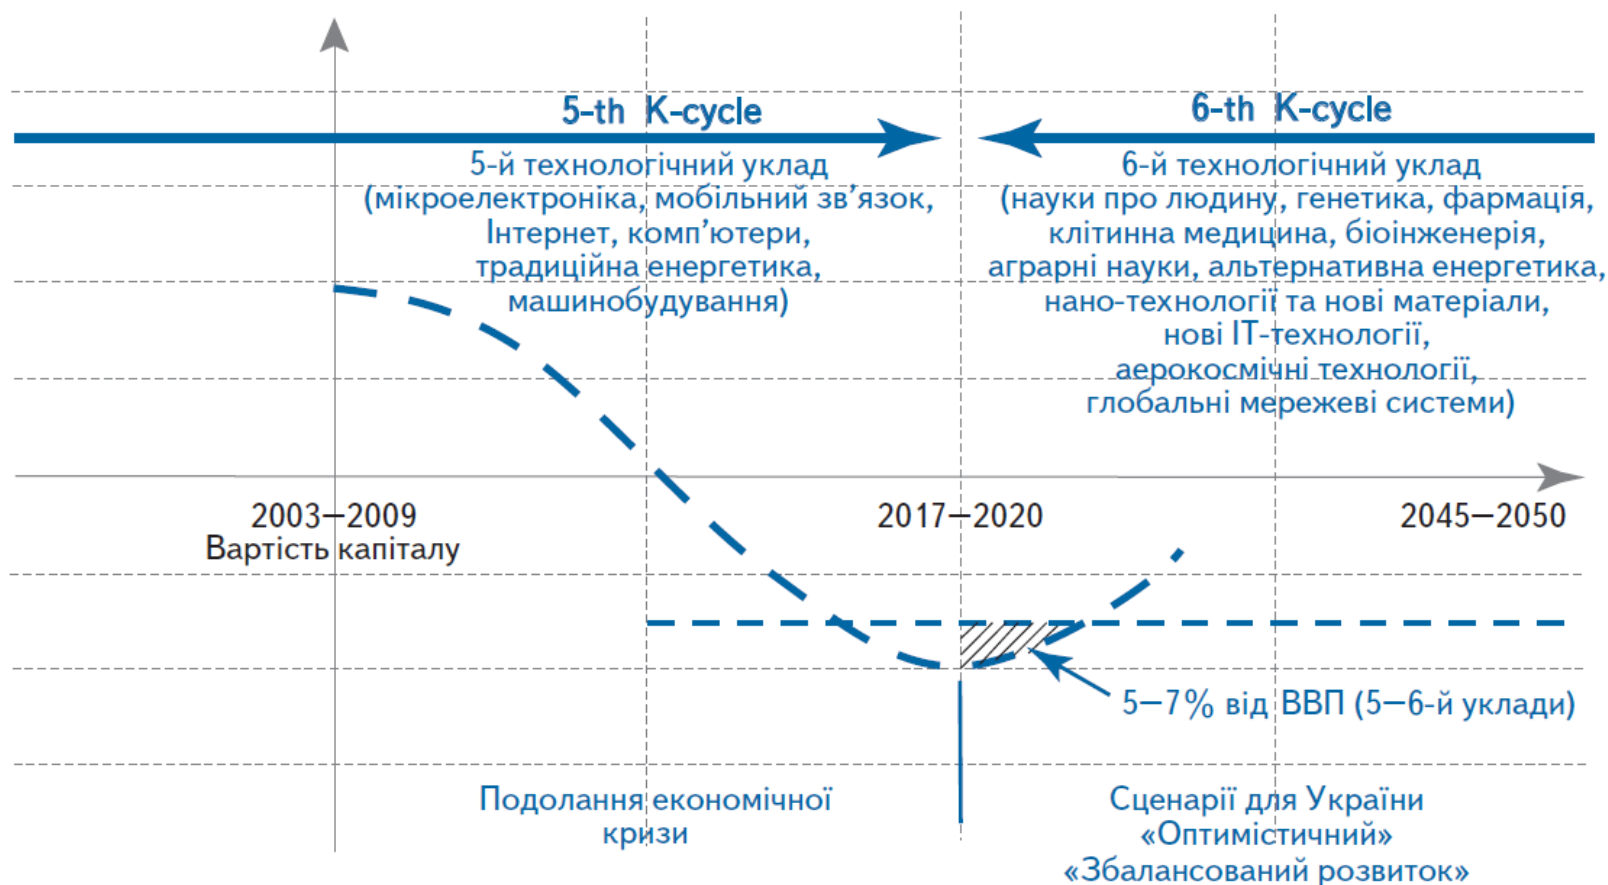 5-th K-cycle
5-й технологічний уклад
(мікроелектроніка, мобільний зв’язок,
Інтернет, комп’ютери,
традиційна енергетика,
машинобудування)
6-th K-cycle
6-й технологічний уклад
(науки про людину, генетика, фармація,
клітинна медицина, біоінженерія,
аграрні науки, альтернативна енергетика,
нано-технології та нові матеріали,
нові ІТ-технології,
аерокосмічні технології,
глобальні мережеві системи)
2003–2009
Вартість капіталу
2017–2020
2045–2050
5–7% від ВВП (5–6-й уклади)
Подолання економічної
кризи
Сценарії для України
«Оптимістичний»
«Збалансований розвиток»